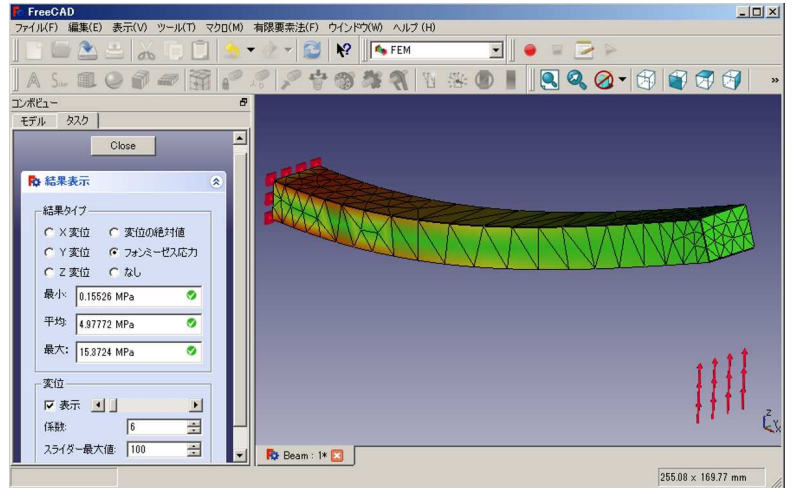 FreeCAD
ファイル(F) 編集(E) 表示(V) ツール(T) マクロ(M) 有限要素法(F) ウインドウ(W) ヘルプ(H)
FEM
コンボビュー
モデル タスク
Close
結果表示
結果タイプ
X 変位 変位の絶対値
Y 変位 フォンミーゼス応力
Z 変位 なし
最小: 0.15526 MPa
平均: 4.97772 MPa
最大: 15.3724 MPa
変位
表示
係数: 6
スライダー最大値: 100
Z
Y
X
Beam : 1*
255.08 x 169.77 mm